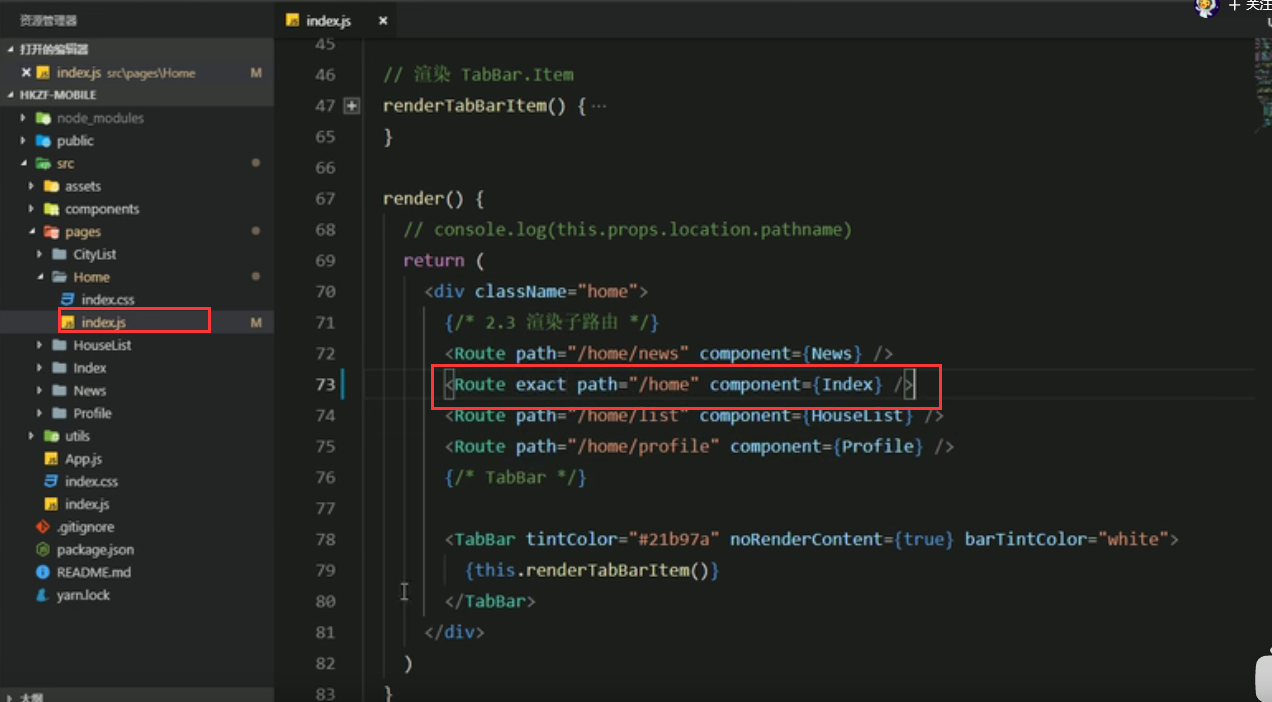 资源管理器
index.js ×
+ 关注
打开的编辑器
× index.js src\pages\Home M
HKZF-MOBILE
node_modules
public
src
assets
components
pages
CityList
Home
index.css
index.js M
HouseList
Index
News
Profile
utils
App.js
index.css
index.js
.gitignore
package.json
README.md
yarn.lock
大纲
45
46 // 渲染 TabBar.Item
47 renderTabBarItem() { ...
65 }
66
67 render() {
68 // console.log(this.props.location.pathname)
69 return (
70 <div className="home">
71 {/* 2.3 渲染子路由 */}
72 <Route path="/home/news" component={News} />
73 <Route exact path="/home" component={Index} />
74 <Route path="/home/list" component={HouseList} />
75 <Route path="/home/profile" component={Profile} />
76 {/* TabBar */}
77
78 <TabBar tintColor="#21b97a" noRenderContent={true} barTintColor="white">
79 {this.renderTabBarItem()}
80 </TabBar>
81 </div>
82 )
83 }